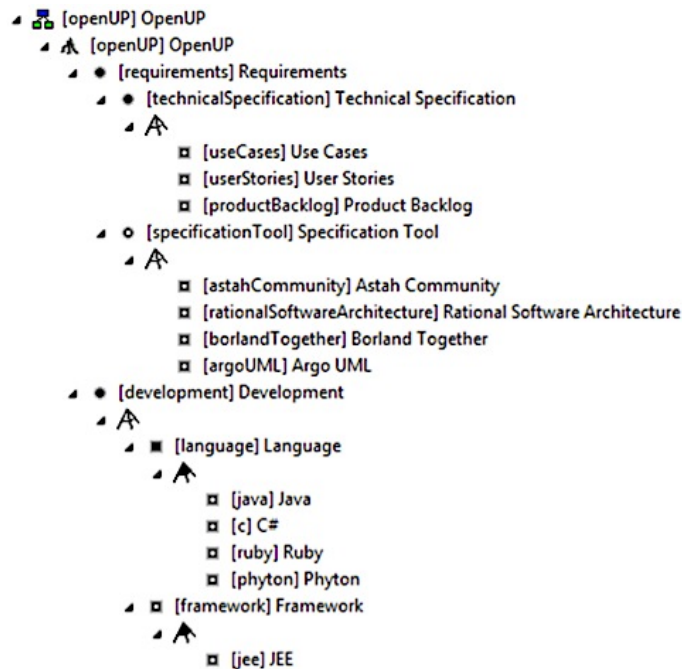 [openUP] OpenUP
[openUP] OpenUP
[requirements] Requirements
[technicalSpecification] Technical Specification
[useCases] Use Cases
[userStories] User Stories
[productBacklog] Product Backlog
[specificationTool] Specification Tool
[astahCommunity] Astah Community
[rationalSoftwareArchitecture] Rational Software Architecture
[borlandTogether] Borland Together
[argoUML] Argo UML
[development] Development
[language] Language
[java] Java
[c] C#
[ruby] Ruby
[phyton] Phyton
[framework] Framework
[jee] JEE